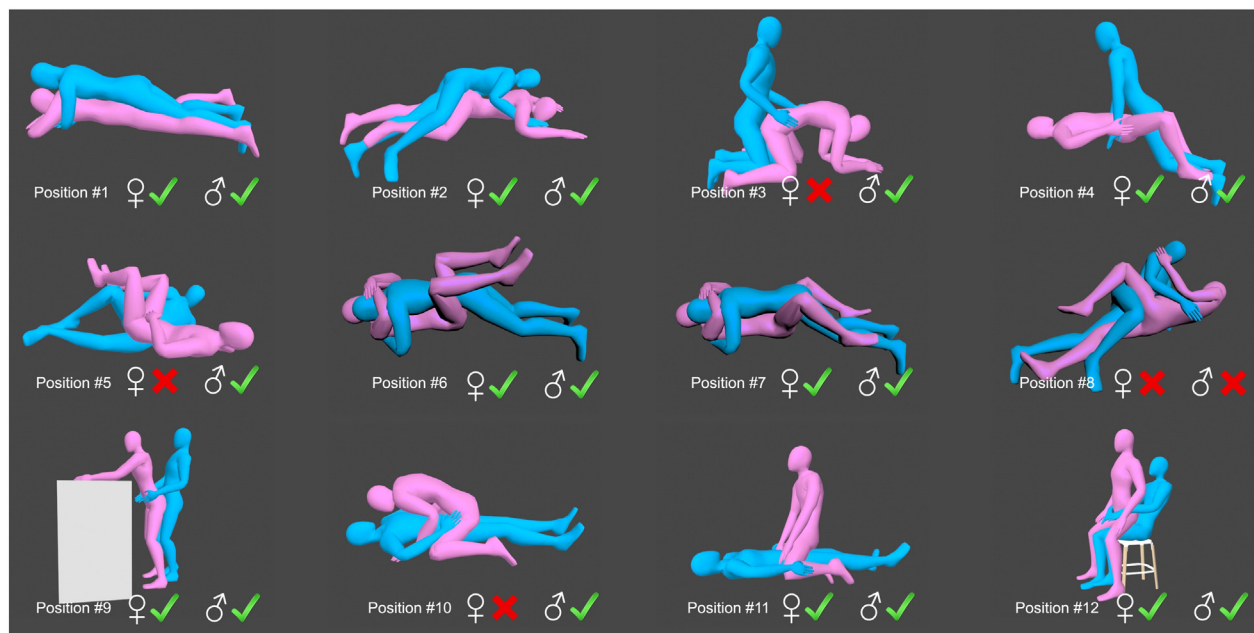 Position #1
Position #2
Position #3
Position #4
Position #5
Position #6
Position #7
Position #8
Position #9
Position #10
Position #11
Position #12